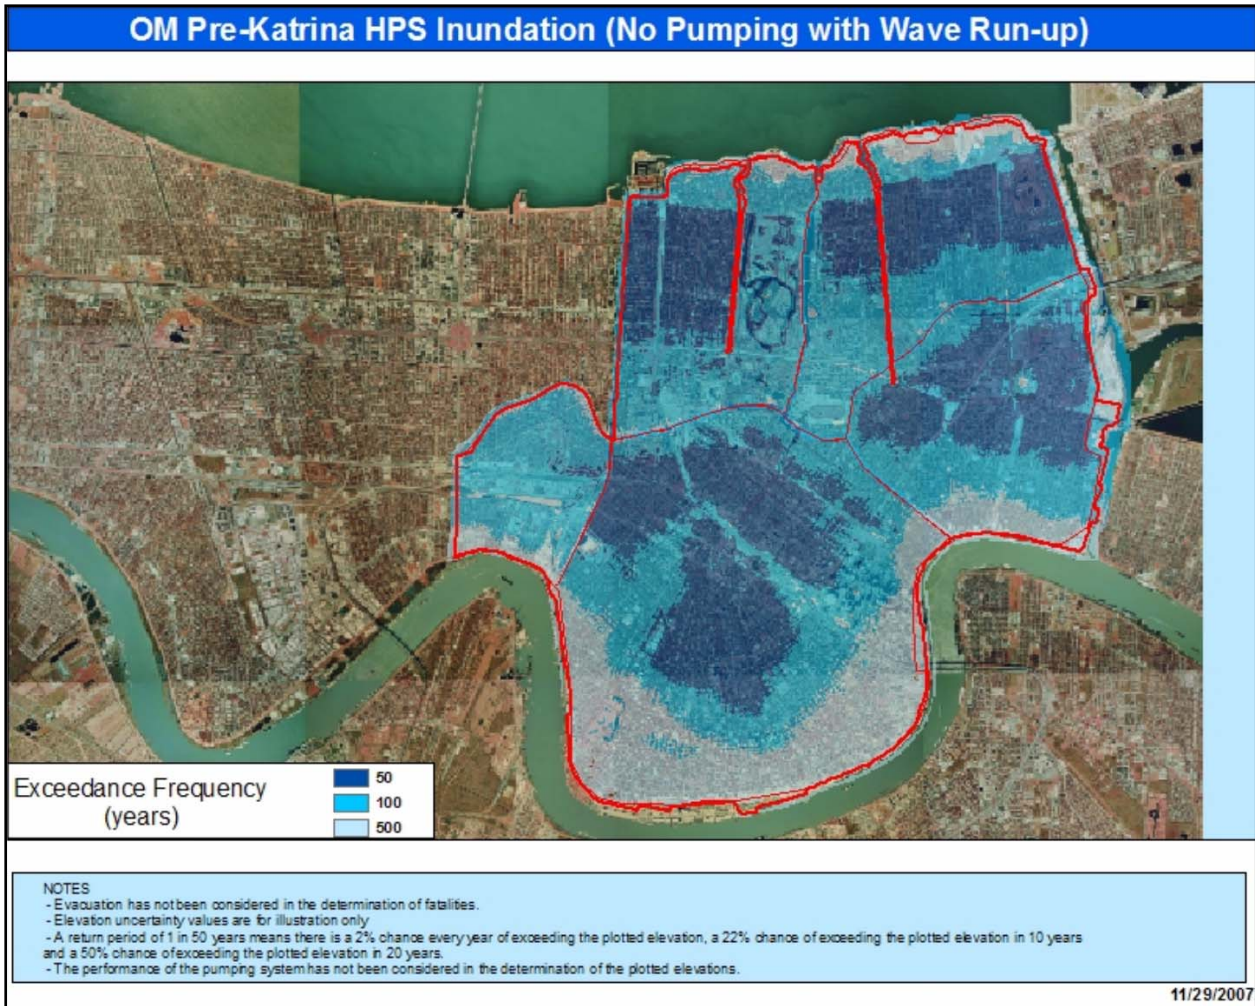 OM Pre-Katrina HPS Inundation (No Pumping with Wave Run-up)
Exceedance Frequency
(years)
50
100
500
NOTES
- Evacuation has not been considered in the determination of fatalities.
- Elevation uncertainty values are for illustration only
- A return period of 1 in 50 years means there is a 2% chance every year of exceeding the plotted elevation, a 22% chance of exceeding the plotted elevation in 10 years
and a 50% chance of exceeding the plotted elevation in 20 years.
- The performance of the pumping system has not been considered in the determination of the plotted elevations.
11/29/2007